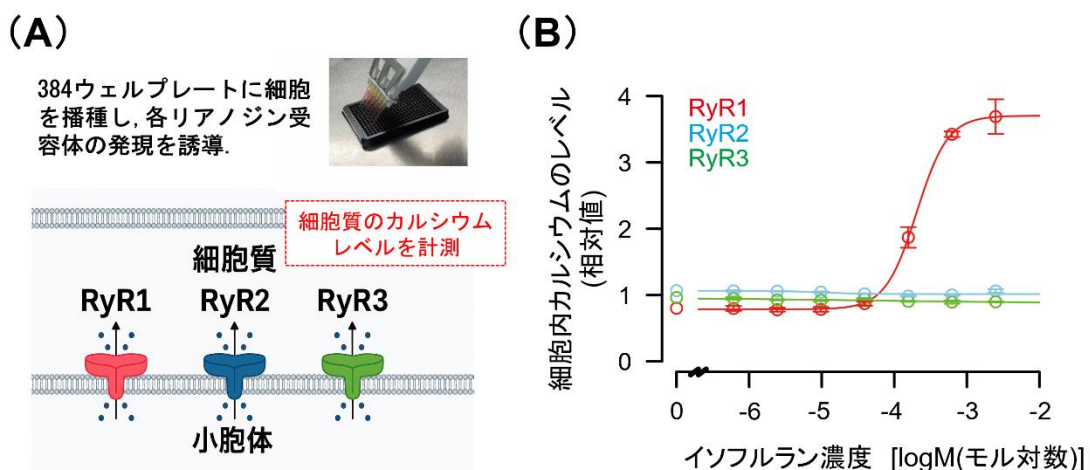 (A)
384ウェルプレートに細胞
を播種し, 各リアノジン受
容体の発現を誘導.
細胞質のカルシウム
レベルを計測
細胞質
RyR1 RyR2 RyR3
小胞体
(B)
細胞内カルシウムのレベル
(相対値)
RyR1
RyR2
RyR3
4
3
2
1
0
0 -6 -5 -4 -3 -2
イソフルラン濃度 [logM(モル対数)]